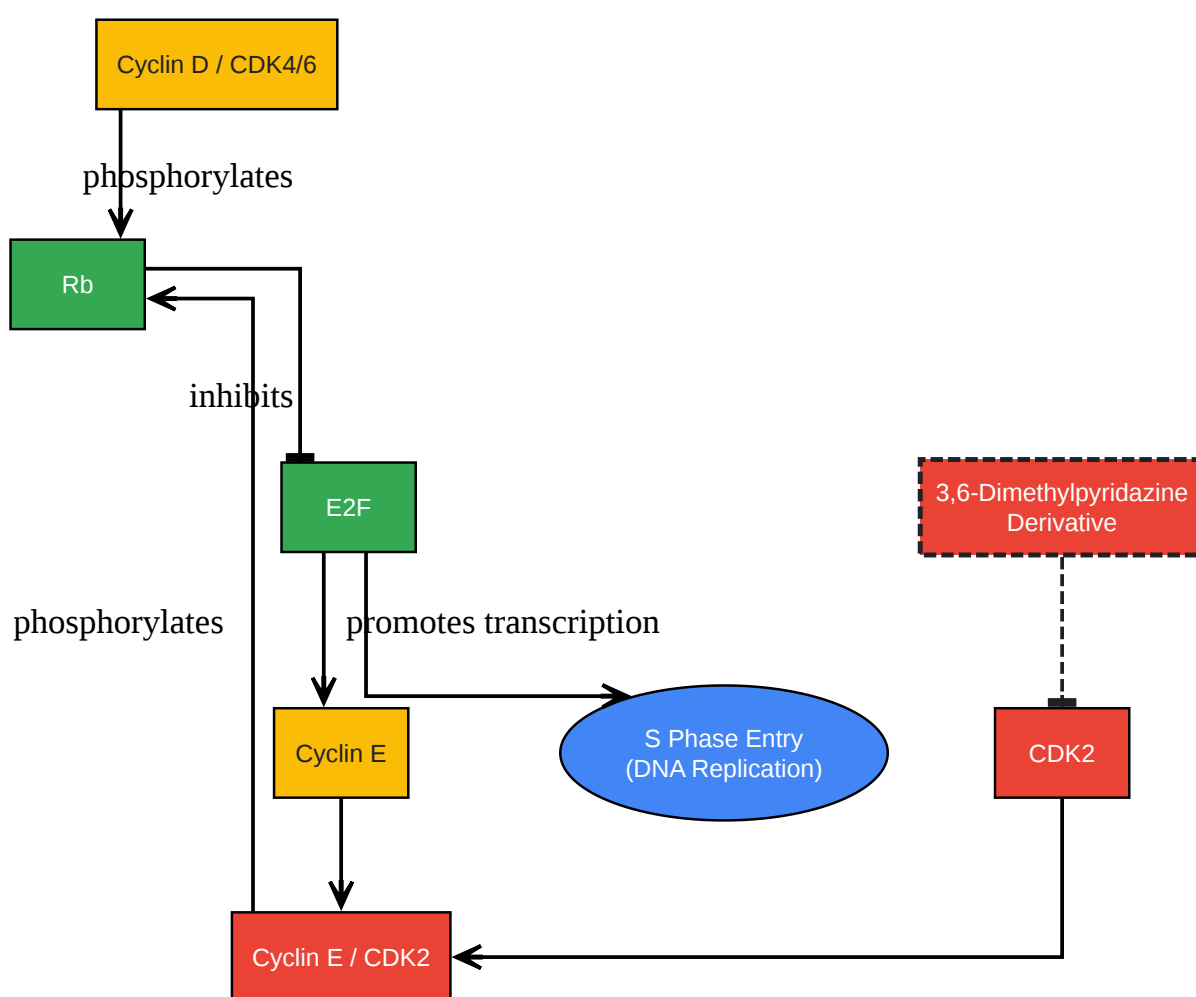 Cyclin D / CDK4/6
phosphorylates
Rb
inhibits
E2F
3,6-Dimethylpyridazine
Derivative
phosphorylates
promotes transcription
Cyclin E
S Phase Entry
(DNA Replication)
CDK2
Cyclin E / CDK2